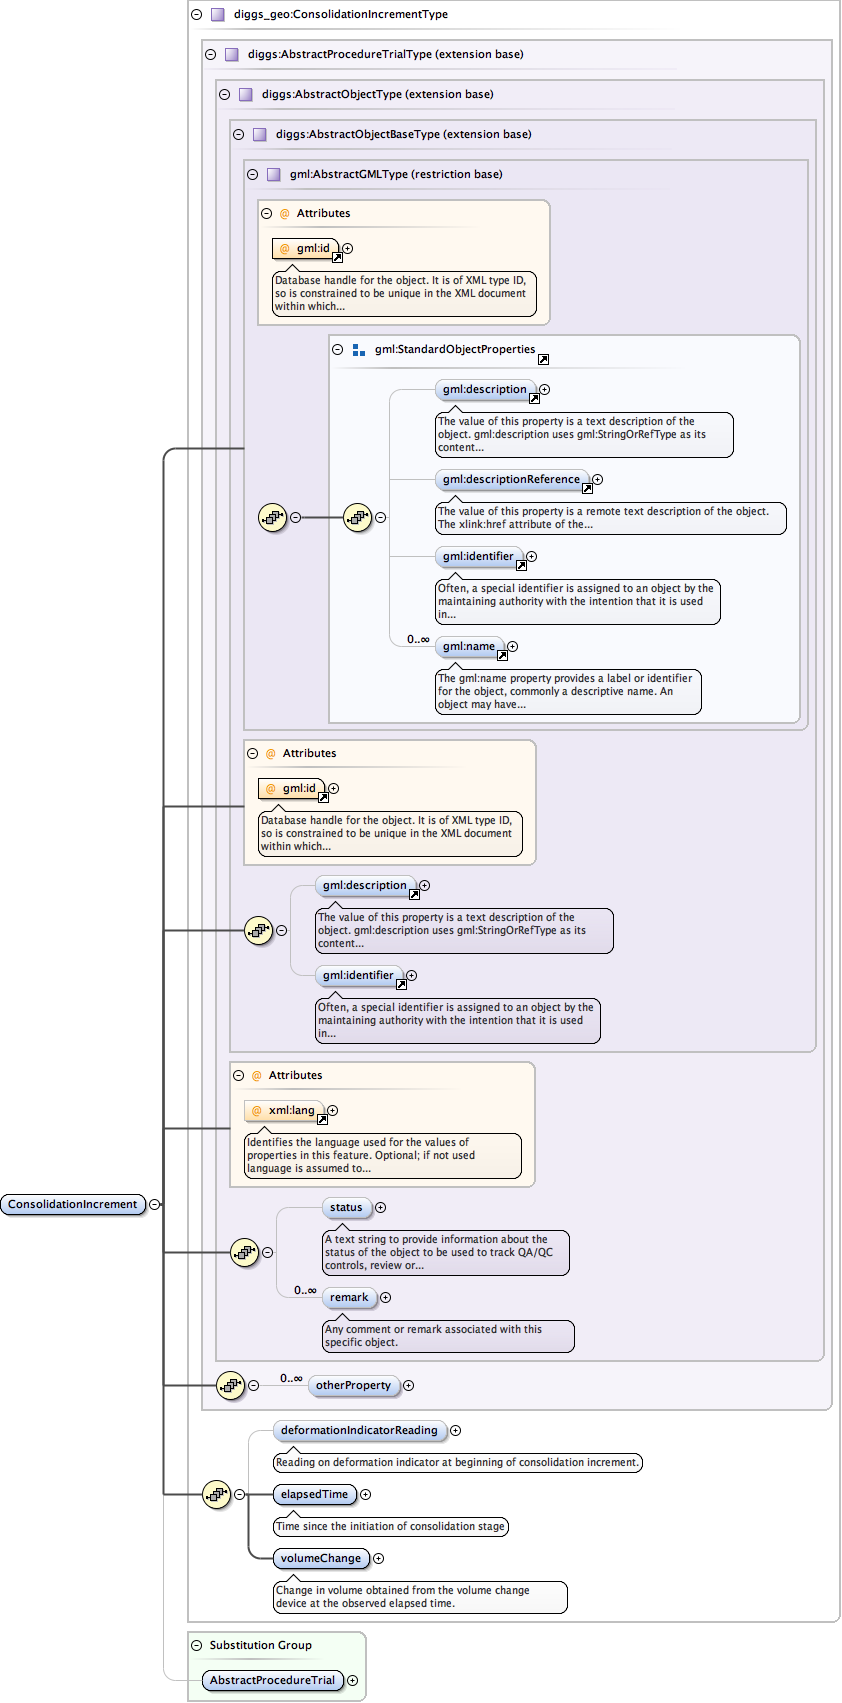 diggs_geo:ConsolidationIncrementType
diggs:AbstractProcedureTrialType (extension base)
diggs:AbstractObjectType (extension base)
diggs:AbstractObjectBaseType (extension base)
gml:AbstractGMLType (restriction base)
@ Attributes
@ gml:id
Database handle for the object. It is of XML type ID,
so is constrained to be unique in the XML document
within which...
gml:StandardObjectProperties
gml:description
The value of this property is a text description of the
object. gml:description uses gml:StringOrRefType as its
content...
gml:descriptionReference
The value of this property is a remote text description of the object.
The xlink:href attribute of the...
gml:identifier
Often, a special identifier is assigned to an object by the
maintaining authority with the intention that it is used
in...
0..∞
gml:name
The gml:name property provides a label or identifier
for the object, commonly a descriptive name. An
object may have...
@ Attributes
@ gml:id
Database handle for the object. It is of XML type ID,
so is constrained to be unique in the XML document
within which...
gml:description
The value of this property is a text description of the
object. gml:description uses gml:StringOrRefType as its
content...
gml:identifier
Often, a special identifier is assigned to an object by the
maintaining authority with the intention that it is used
in...
@ Attributes
@ xml:lang
Identifies the language used for the values of
properties in this feature. Optional; if not used
language is assumed to...
ConsolidationIncrement
status
A text string to provide information about the
status of the object to be used to track QA/QC
controls, review or...
0..∞
remark
Any comment or remark associated with this
specific object.
0..∞
otherProperty
deformationIndicatorReading
Reading on deformation indicator at beginning of consolidation increment.
elapsedTime
Time since the initiation of consolidation stage
volumeChange
Change in volume obtained from the volume change
device at the observed elapsed time.
Substitution Group
AbstractProcedureTrial